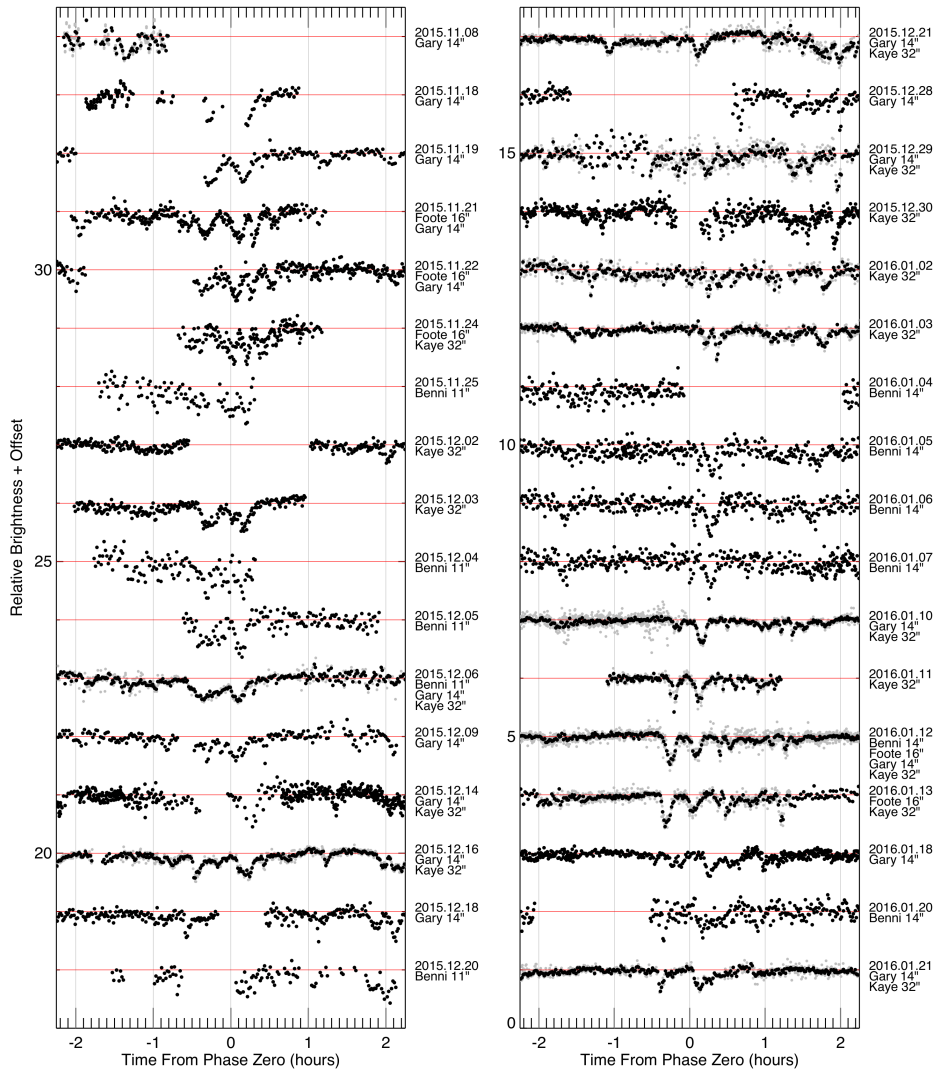 2015.11.08
Gary 14"
2015.11.18
Gary 14"
2015.11.19
Gary 14"
2015.11.21
Foote 16"
Gary 14"
30
2015.11.22
Foote 16"
Gary 14"
2015.11.24
Foote 16"
Kaye 32"
2015.11.25
Benni 11"
2015.12.02
Kaye 32"
2015.12.03
Kaye 32"
25
2015.12.04
Benni 11"
2015.12.05
Benni 11"
2015.12.06
Benni 11"
Gary 14"
Kaye 32"
2015.12.09
Gary 14"
2015.12.14
Gary 14"
Kaye 32"
20
2015.12.16
Gary 14"
Kaye 32"
2015.12.18
Gary 14"
2015.12.20
Benni 11"
Relative Brightness + Offset
-2 -1 0 1 2
Time From Phase Zero (hours)
2015.12.21
Gary 14"
Kaye 32"
2015.12.28
Gary 14"
15
2015.12.29
Gary 14"
Kaye 32"
2015.12.30
Kaye 32"
2016.01.02
Kaye 32"
2016.01.03
Kaye 32"
2016.01.04
Benni 14"
10
2016.01.05
Benni 14"
2016.01.06
Benni 14"
2016.01.07
Benni 14"
2016.01.10
Gary 14"
Kaye 32"
2016.01.11
Kaye 32"
5
2016.01.12
Benni 14"
Foote 16"
Gary 14"
Kaye 32"
2016.01.13
Foote 16"
Kaye 32"
2016.01.18
Gary 14"
2016.01.20
Benni 14"
2016.01.21
Gary 14"
Kaye 32"
0
-2 -1 0 1 2
Time From Phase Zero (hours)